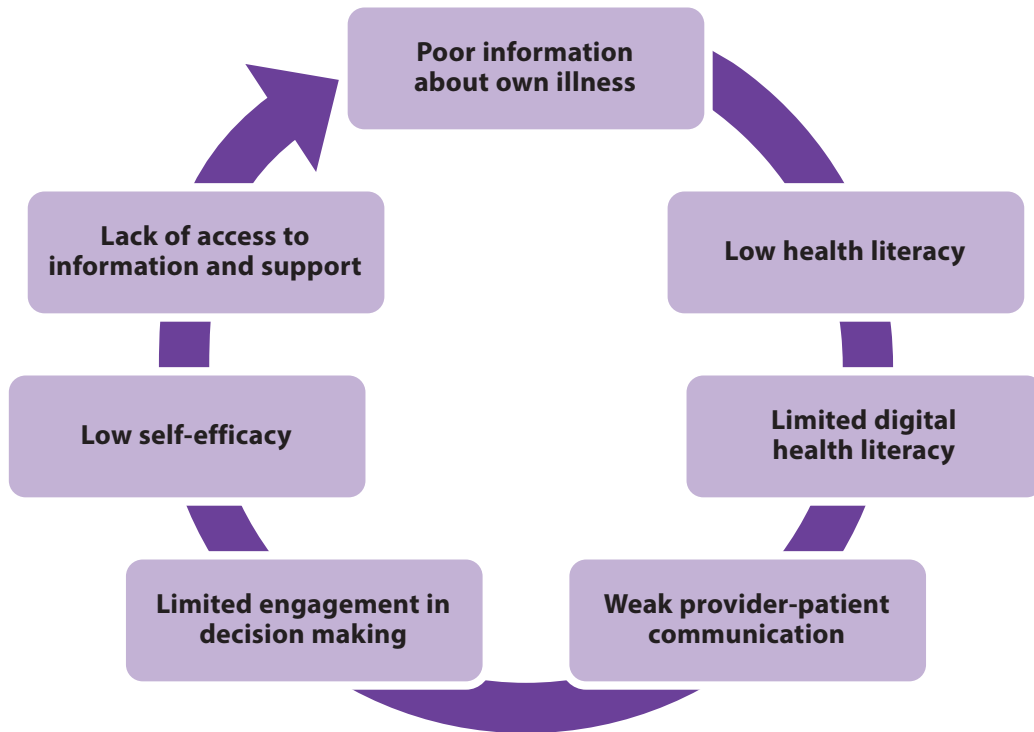 Poor information
about own illness
Low health literacy
Limited digital
health literacy
Weak provider-patient
communication
Limited engagement in
decision making
Low self-efficacy
Lack of access to
information and support